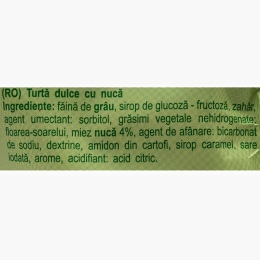 (RO) Turtă dulce cu nucă
Ingrediente: făină de grâu, sirop de glucoză - fructoză, zahăr,
agent umectant: sorbitol, grăsimi vegetale nehidrogenate:
floarea-soarelui, miez nucă 4%, agent de afânare: bicarbonat
de sodiu, dextrine, amidon din cartofi, sirop caramel, sare
iodată, arome, acidifiant: acid citric.